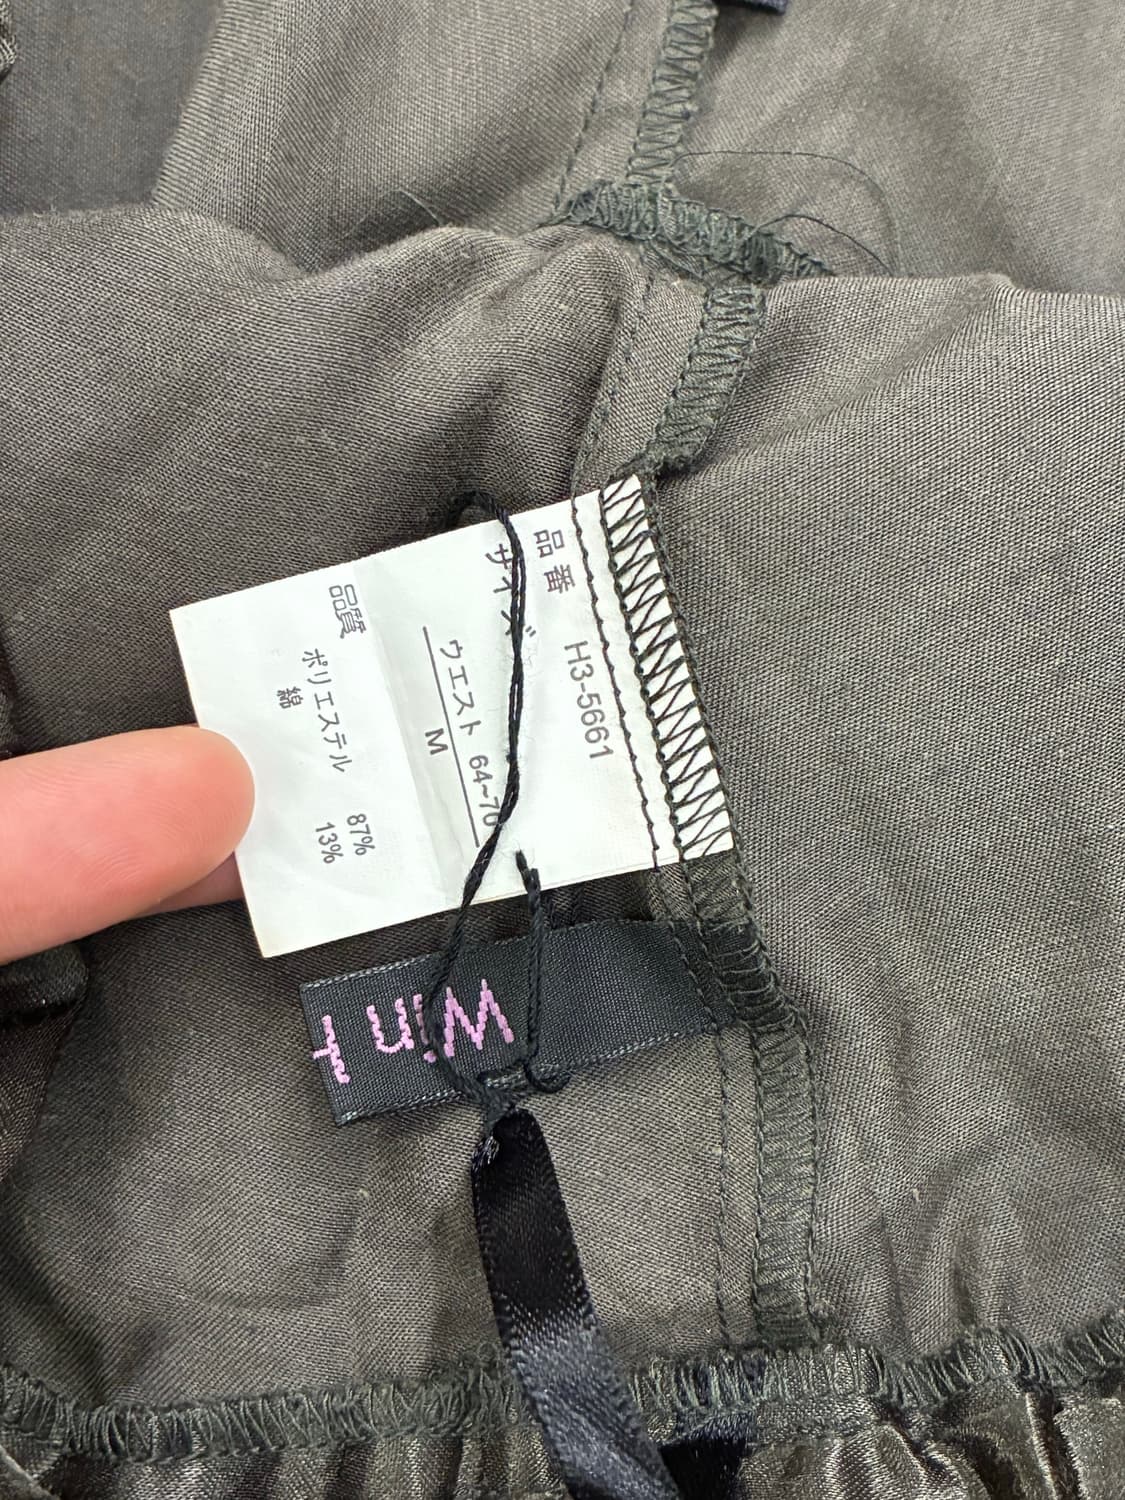 品番 H3-5661
サイズ
ウエスト 64~70
M
品質
ポリエステル 87%
綿 13%
Win